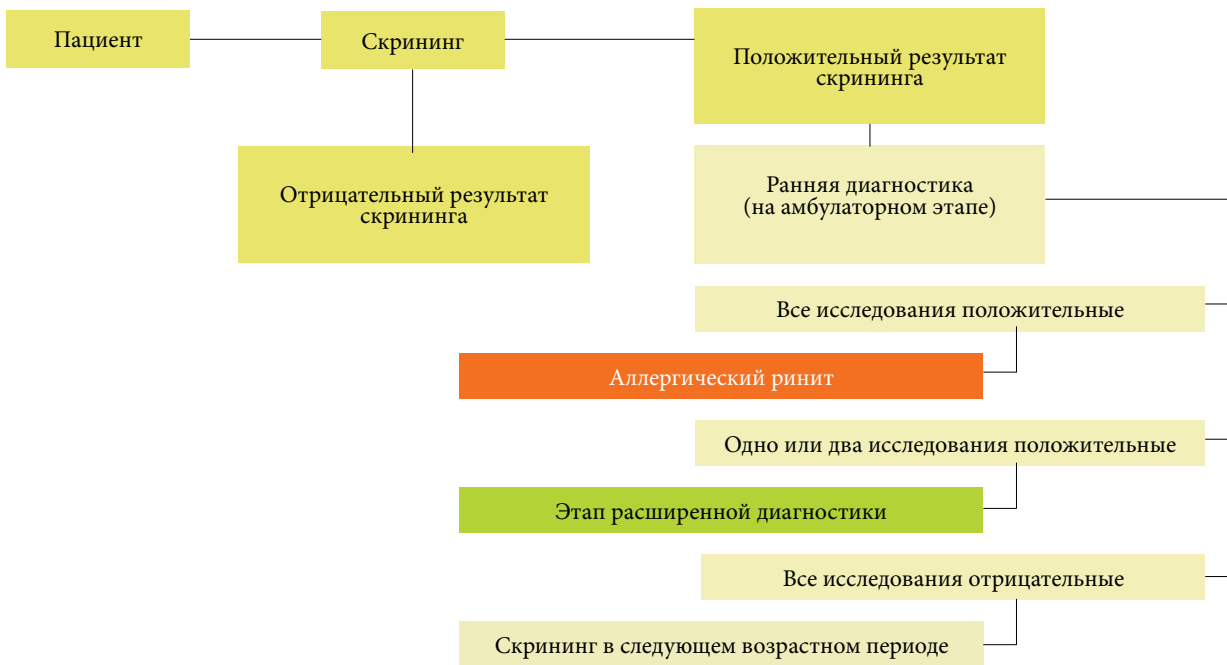 Пациент
Скрининг
Положительный результат
скрининга
Отрицательный результат
скрининга
Ранняя диагностика
(на амбулаторном этапе)
Все исследования положительные
Аллергический ринит
Одно или два исследования положительные
Этап расширенной диагностики
Все исследования отрицательные
Скрининг в следующем возрастном периоде